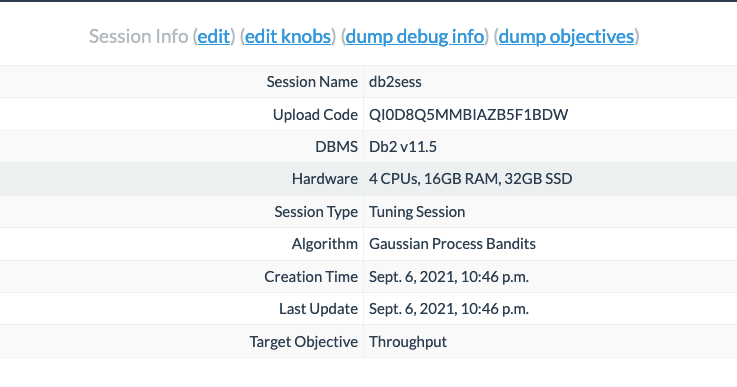 Session Info (edit) (edit knobs) (dump debug info) (dump objectives)
Session Name db2sess
Upload Code QI0D8Q5MMBIAZB5F1BDW
DBMS Db2 v11.5
Hardware 4 CPUs, 16GB RAM, 32GB SSD
Session Type Tuning Session
Algorithm Gaussian Process Bandits
Creation Time Sept. 6, 2021, 10:46 p.m.
Last Update Sept. 6, 2021, 10:46 p.m.
Target Objective Throughput